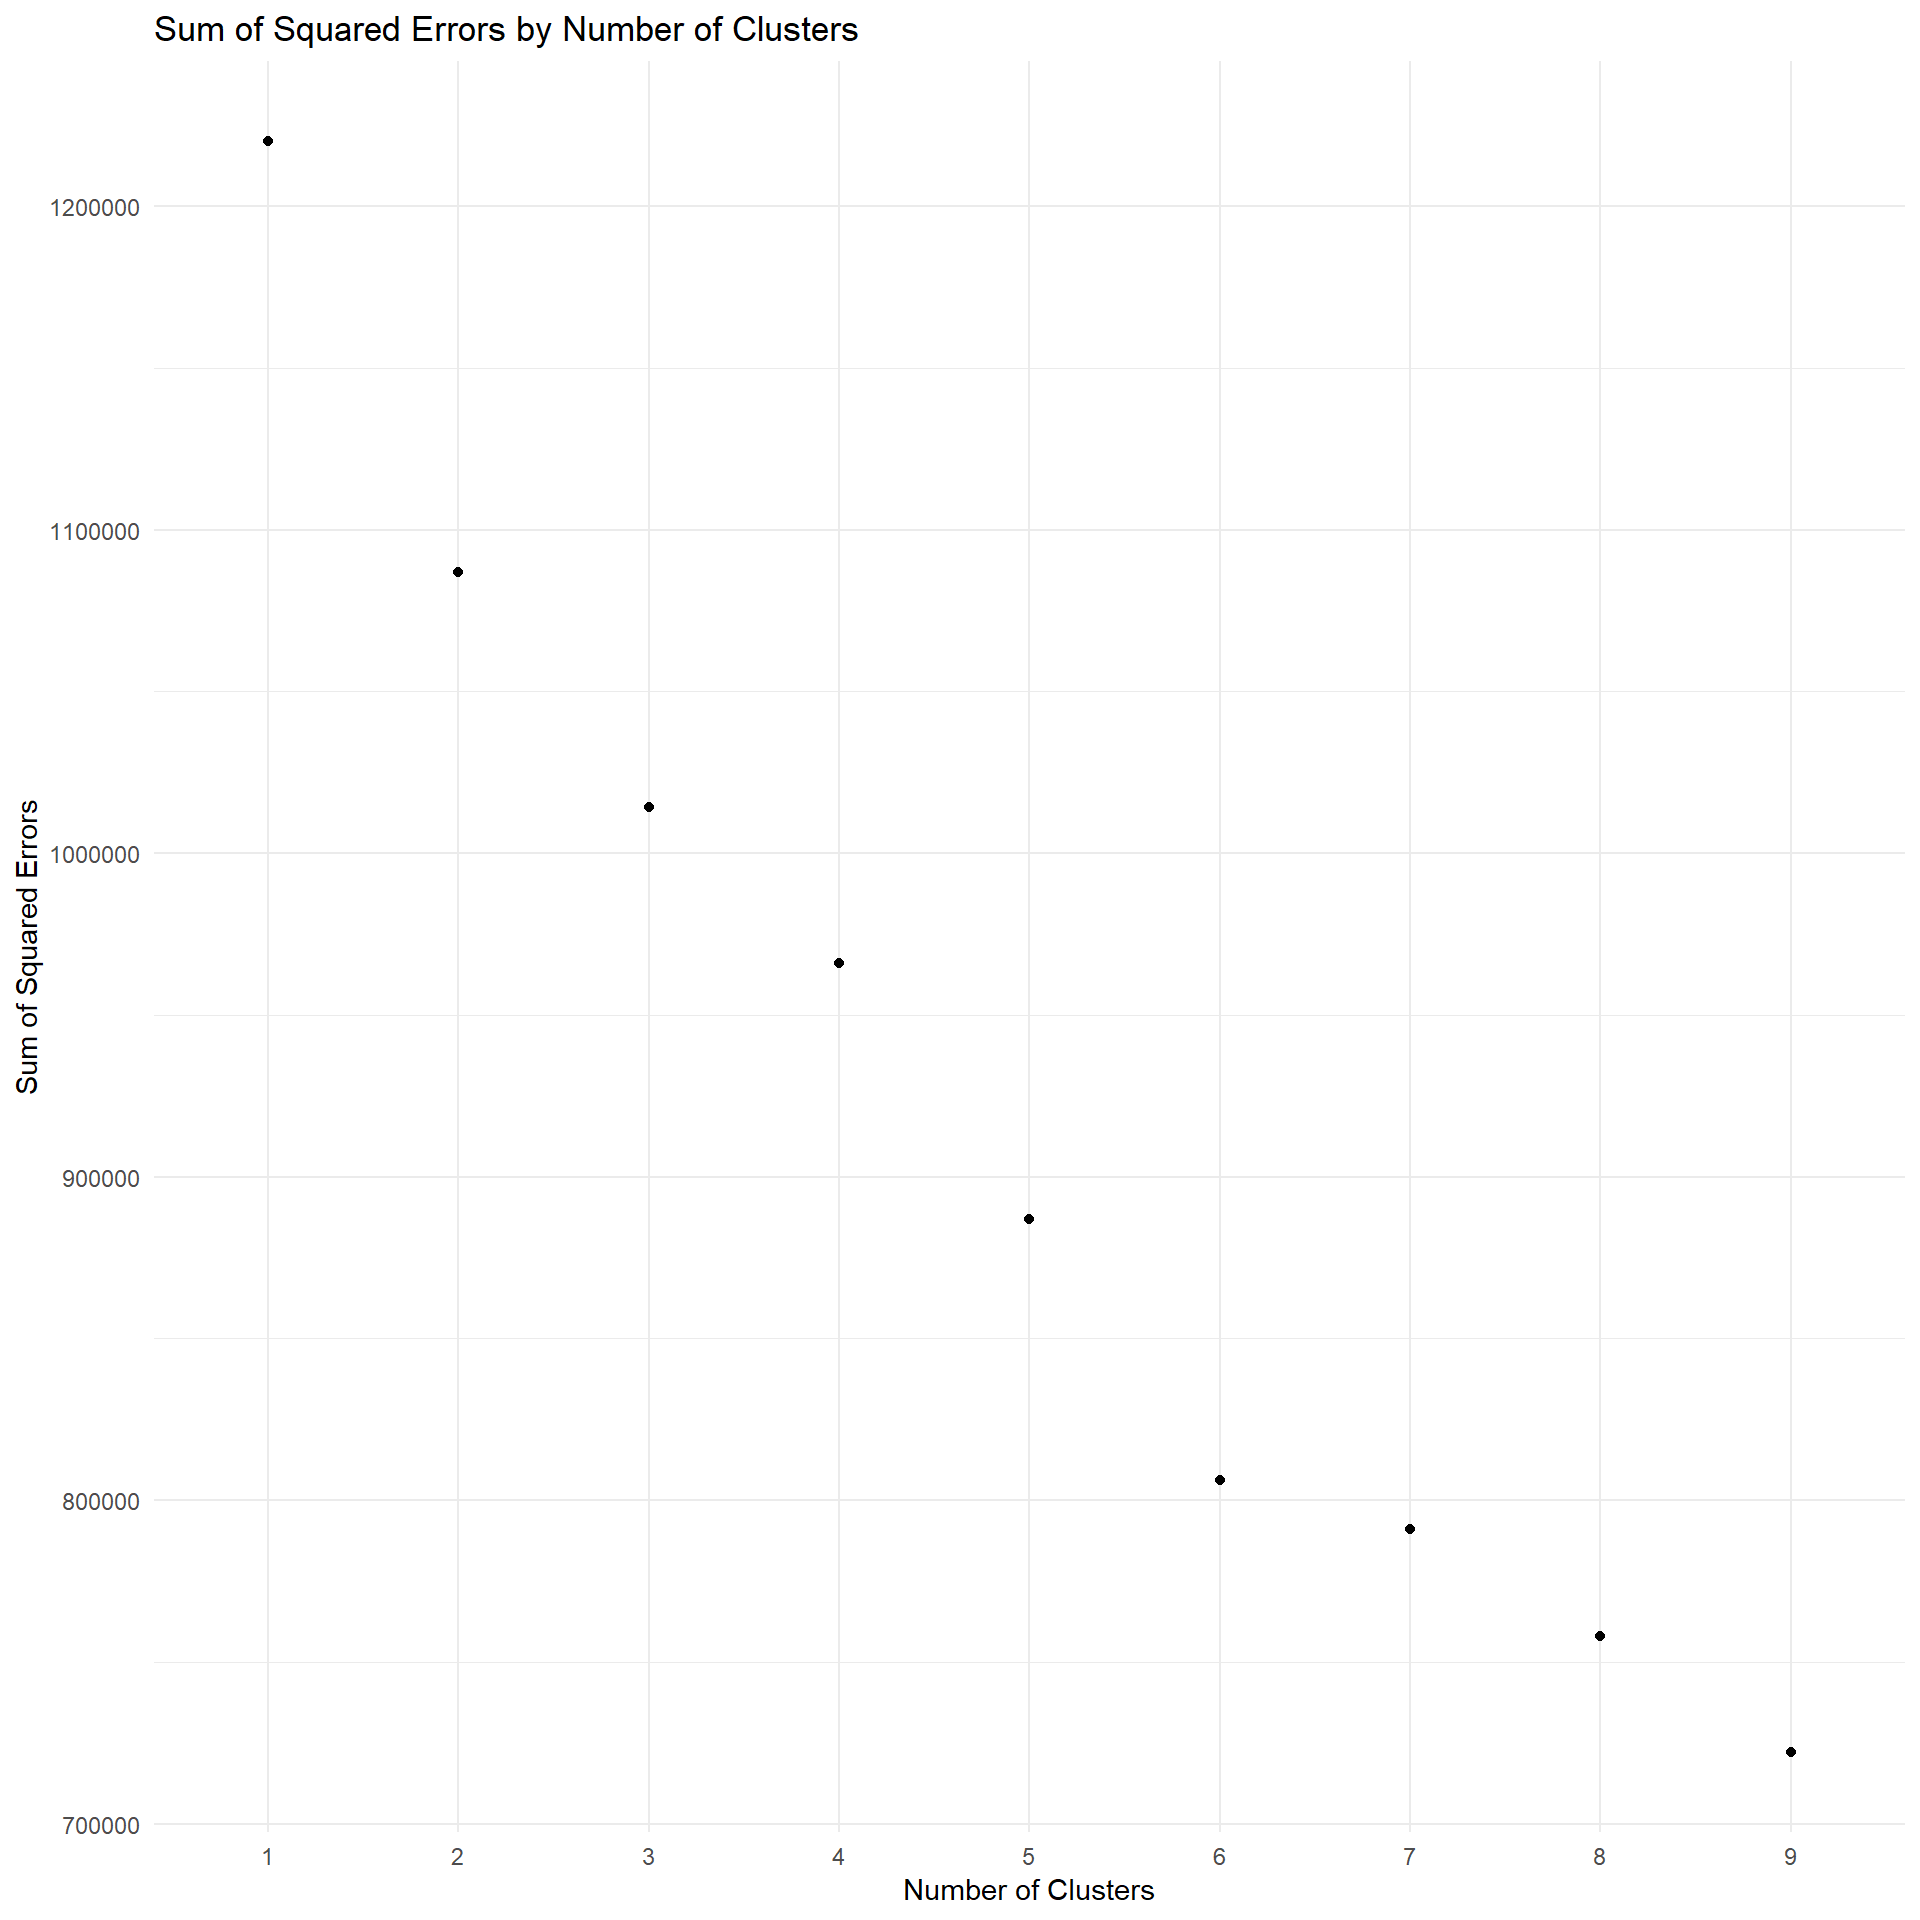 Sum of Squared Errors by Number of Clusters
Sum of Squared Errors
1200000
1100000
1000000
900000
800000
700000
1 2 3 4 5 6 7 8 9
Number of Clusters